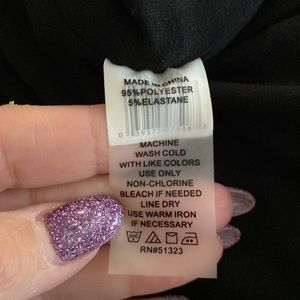 MADE IN CHINA
95%POLYESTER
5%ELASTANE
MACHINE
WASH COLD
WITH LIKE COLORS
USE ONLY
NON-CHLORINE
BLEACH IF NEEDED
LINE DRY
USE WARM IRON
IF NECESSARY
RN#51323